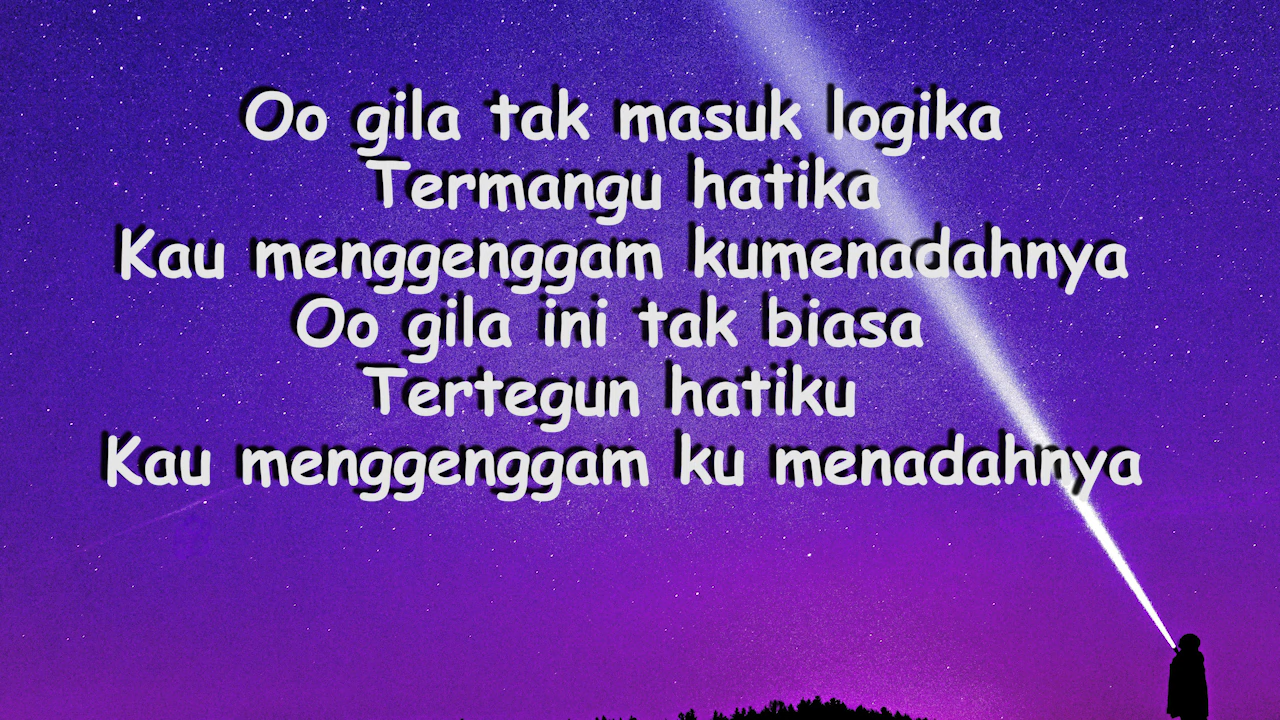 Oo gila tak masuk logika
Termangu hatika
Kau menggenggam kumenadahnya
Oo gila ini tak biasa
Tertegun hatiku
Kau menggenggam ku menadahnya